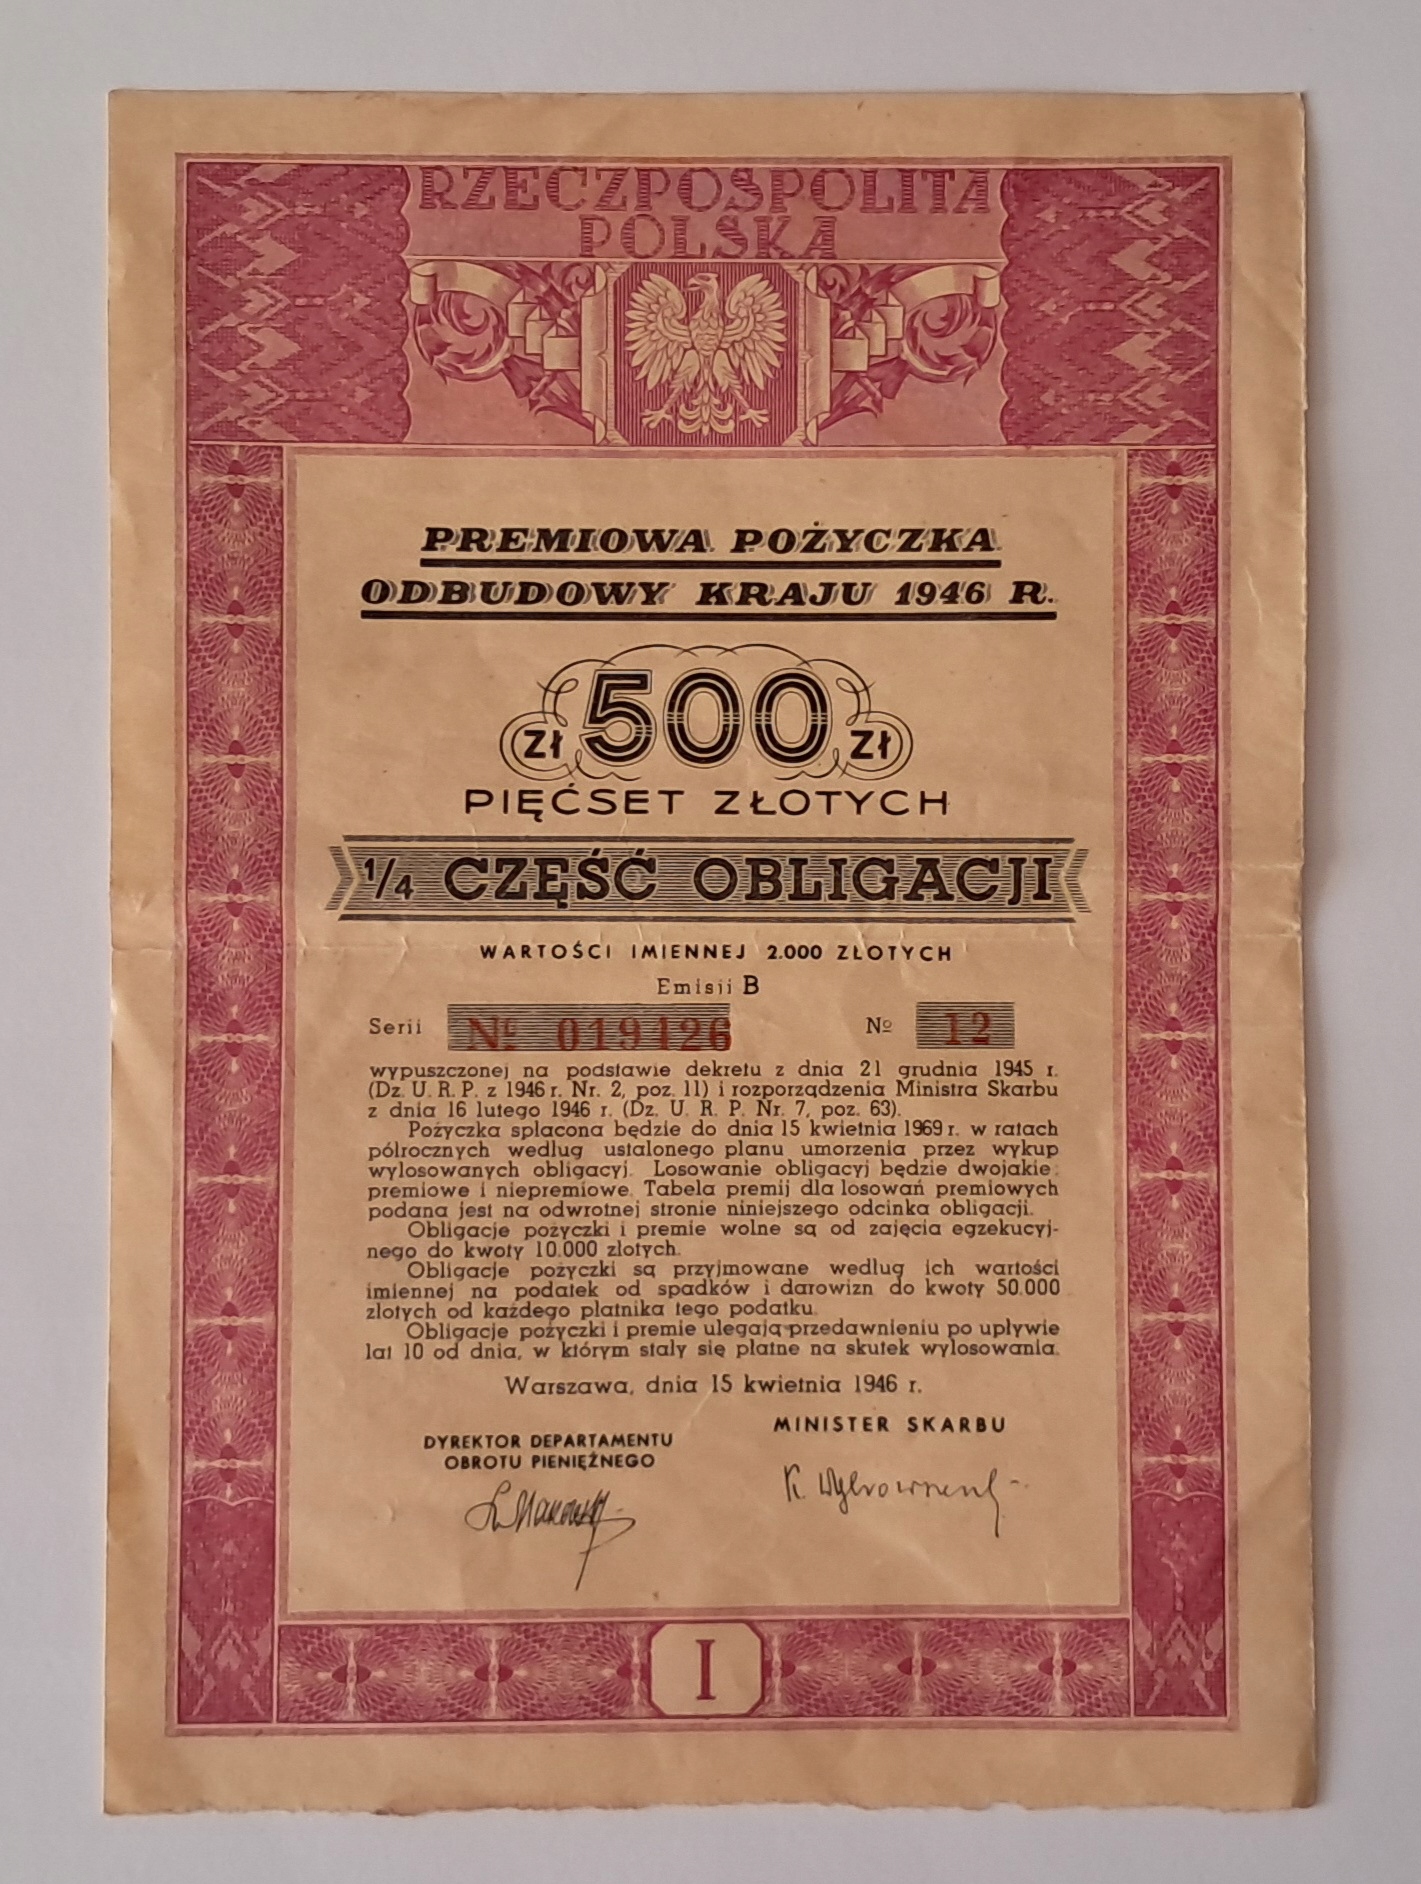 RZECZPOSPOLITA
POLSKA
PREMIOWA POŻYCZKA
ODBUDOWY KRAJU 1946 R.
zł 500 zł
PIĘĆSET ZŁOTYCH
1/4 CZĘŚĆ OBLIGACJI
WARTOŚCI IMIENNEJ 2.000 ZŁOTYCH
Emisji B
Serii № 019426 № 12
wypuszczonej na podstawie dekretu z dnia 21 grudnia 1945 r.
(Dz. U. R. P. z 1946 r. Nr. 2, poz. 11) i rozporządzenia Ministra Skarbu
z dnia 16 lutego 1946 r. (Dz. U. R. P. Nr. 7, poz. 63).
Pożyczka spłacona będzie do dnia 15 kwietnia 1969 r. w ratach
półrocznych według ustalonego planu umorzenia przez wykup
wylosowanych obligacyj. Losowanie obligacyj będzie dwojakie:
premiowe i niepremiowe. Tabela premij dla losowań premiowych
podana jest na odwrotnej stronie niniejszego odcinka obligacji.
Obligacje pożyczki i premie wolne są od zajęcia egzekucyj-
nego do kwoty 10.000 złotych.
Obligacje pożyczki są przyjmowane według ich wartości
imiennej na podatek od spadków i darowizn do kwoty 50.000
złotych od każdego płatnika tego podatku.
Obligacje pożyczki i premie ulegają przedawnieniu po upływie
lat 10 od dnia, w którym stały się płatne na skutek wylosowania.
Warszawa, dnia 15 kwietnia 1946 r.
MINISTER SKARBU
DYREKTOR DEPARTAMENTU
OBROTU PIENIĘŻNEGO
I